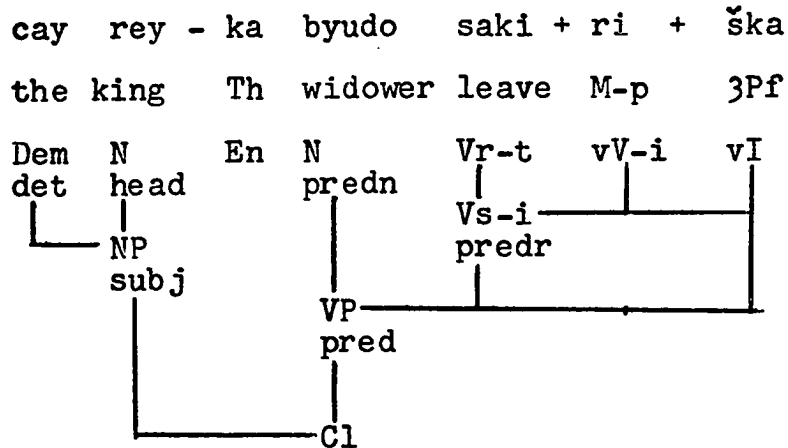 cay rey - ka byudo saki + ri + ška
the king Th widower leave M-p 3Pf
Dem N En N Vr-t vV-i vI
det head predn
Vs-i
NP predr
subj
VP
pred
Cl